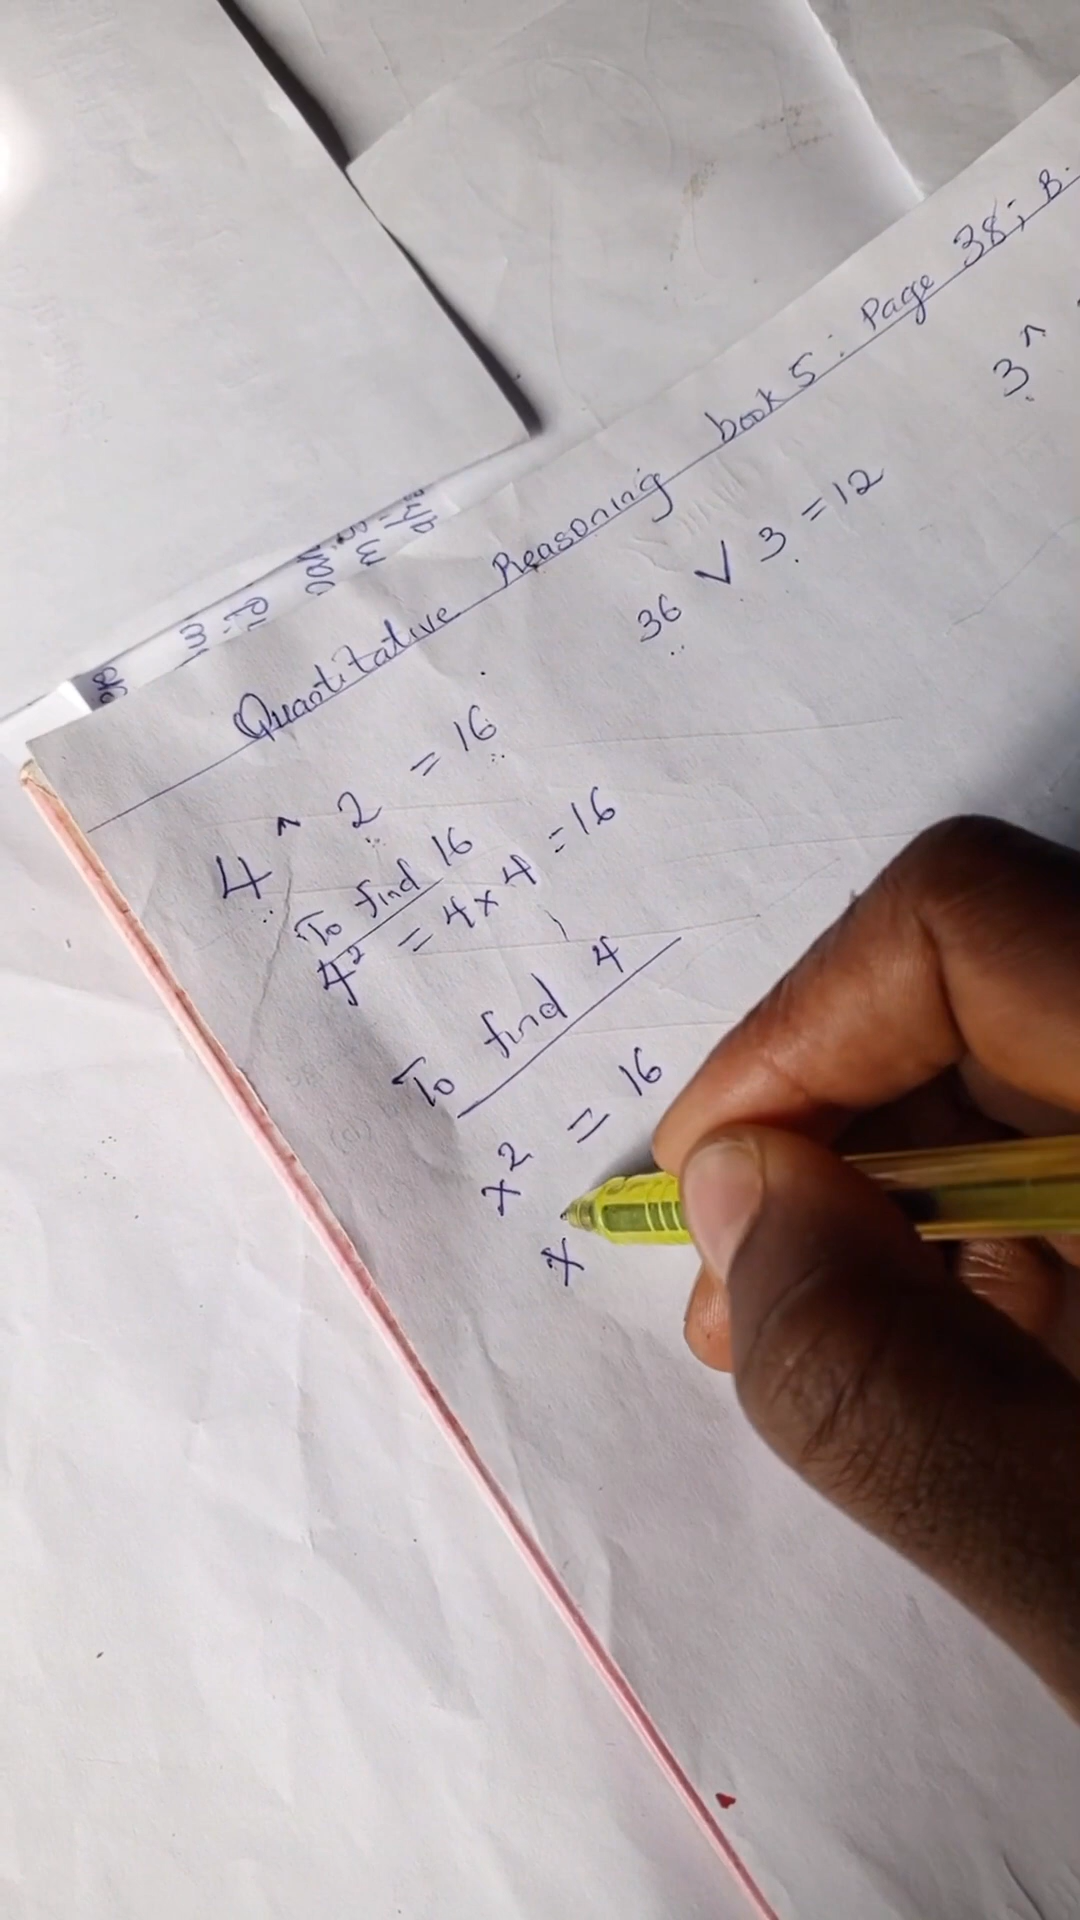 Quantitative Reasoning book 5: Page 38; B.
4 ^ 2 = 16
36 V 3 = 12
3 ^
To find 16
4² = 4 × 4 = 16
To find 4
x² = 16
x